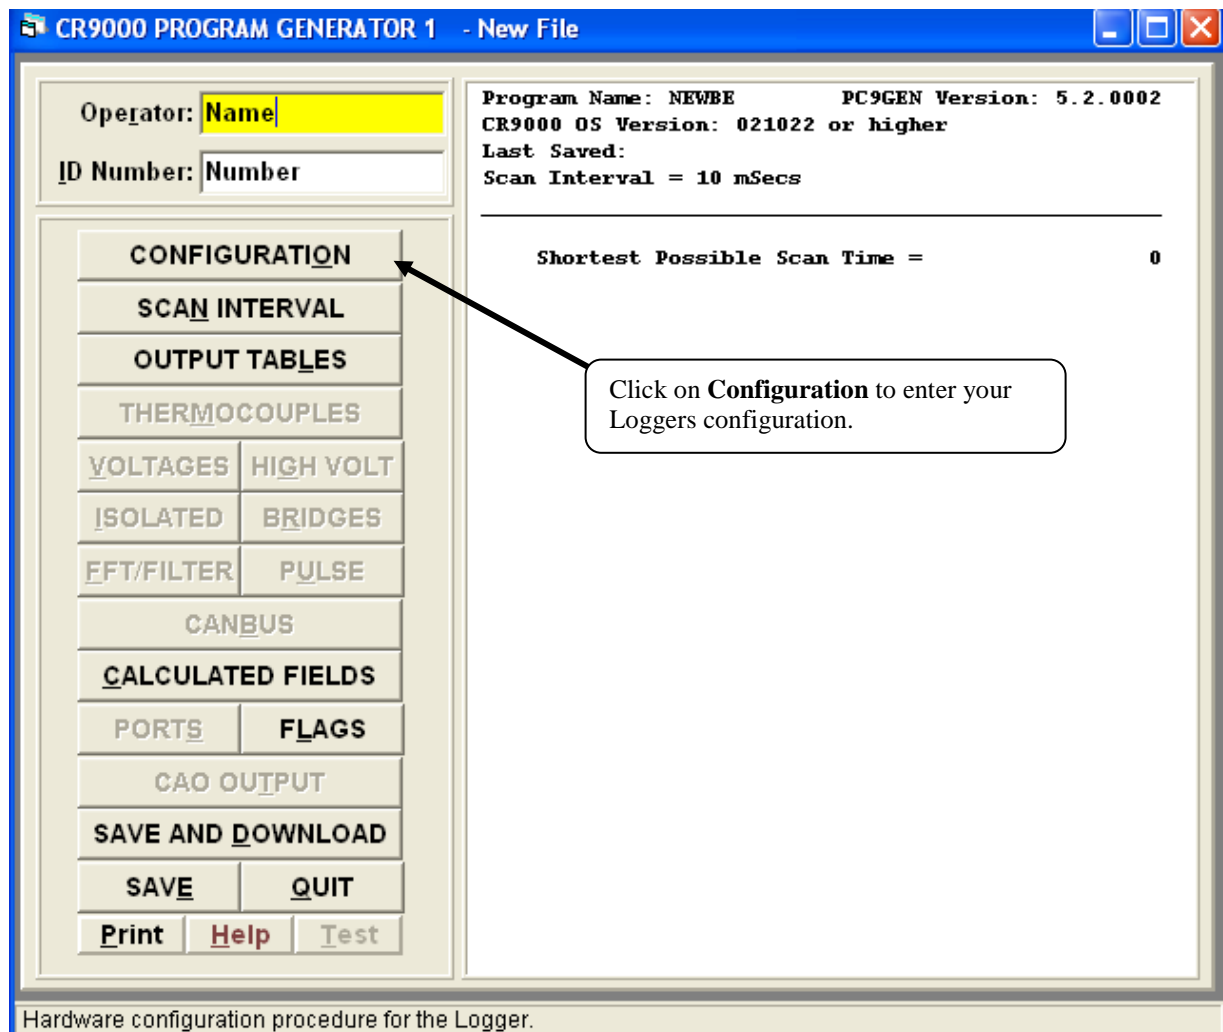 CR9000 PROGRAM GENERATOR 1 - New File
Operator: Name
ID Number: Number
CONFIGURATION
SCAN INTERVAL
OUTPUT TABLES
THERMOCOUPLES
VOLTAGES HIGH VOLT
ISOLATED BRIDGES
FFT/FILTER PULSE
CANBUS
CALCULATED FIELDS
PORTS FLAGS
CAO OUTPUT
SAVE AND DOWNLOAD
SAVE QUIT
Print Help Test
Program Name: NEWBE PC9GEN Version: 5.2.0002
CR9000 OS Version: 021022 or higher
Last Saved:
Scan Interval = 10 mSecs
Shortest Possible Scan Time = 0
Click on Configuration to enter your
Loggers configuration.
Hardware configuration procedure for the Logger.